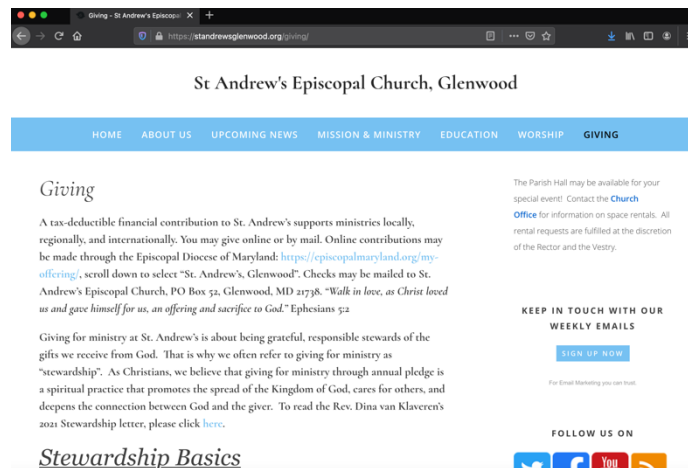 Giving - St Andrew's Episcopal
https://standrewsglenwood.org/giving/
St Andrew's Episcopal Church, Glenwood
HOME ABOUT US UPCOMING NEWS MISSION & MINISTRY EDUCATION WORSHIP GIVING
Giving
A tax-deductible financial contribution to St. Andrew's supports ministries locally,
regionally, and internationally. You may give online or by mail. Online contributions may
be made through the Episcopal Diocese of Maryland: https://episcopalmaryland.org/my-
offering/, scroll down to select "St. Andrew's, Glenwood". Checks may be mailed to St.
Andrew's Episcopal Church, PO Box 52, Glenwood, MD 21738. "Walk in love, as Christ loved
us and gave himself for us, an offering and sacrifice to God." Ephesians 5:2
Giving for ministry at St. Andrew's is about being grateful, responsible stewards of the
gifts we receive from God. That is why we often refer to giving for ministry as
"stewardship". As Christians, we believe that giving for ministry through annual pledge is
a spiritual practice that promotes the spread of the Kingdom of God, cares for others, and
deepens the connection between God and the giver. To read the Rev. Dina van Klaveren's
2021 Stewardship letter, please click here.
Stewardship Basics
The Parish Hall may be available for your
special event! Contact the Church
Office for information on space rentals. All
rental requests are fulfilled at the discretion
of the Rector and the Vestry.
KEEP IN TOUCH WITH OUR
WEEKLY EMAILS
SIGN UP NOW
For Email Marketing you can trust.
FOLLOW US ON
You